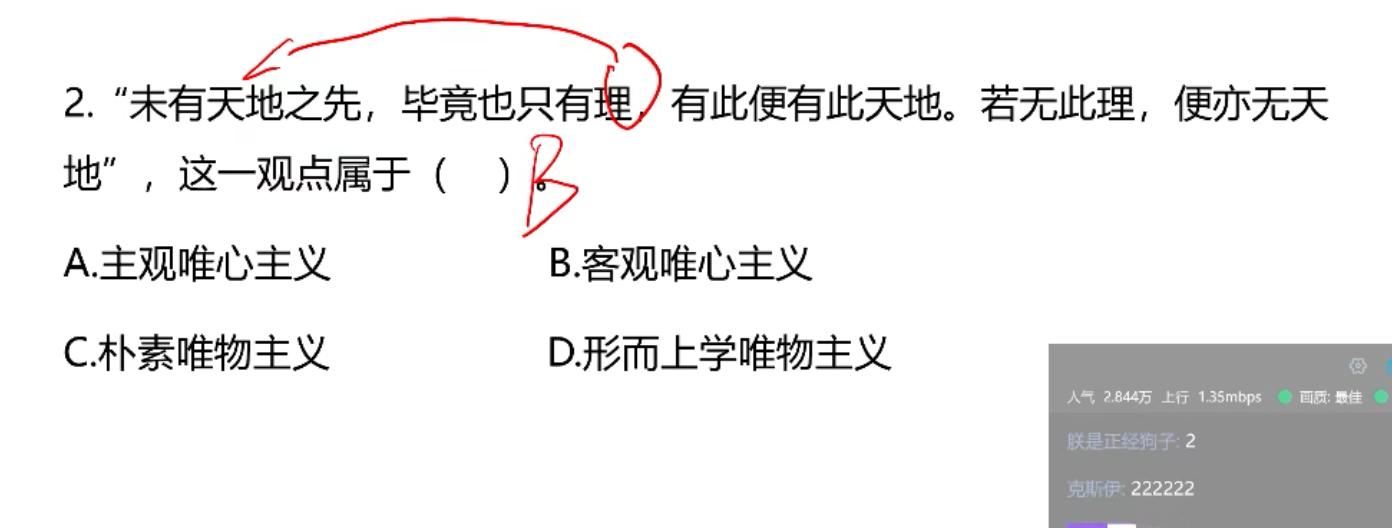 2.“未有天地之先，毕竟也只有理，有此便有此天地。若无此理，便亦无天
地”，这一观点属于（ ）。
B
A.主观唯心主义 B.客观唯心主义
C.朴素唯物主义 D.形而上学唯物主义
人气 2.844万 上行 1.35mbps 画质: 最佳
朕是正经狗子: 2
克斯伊: 222222